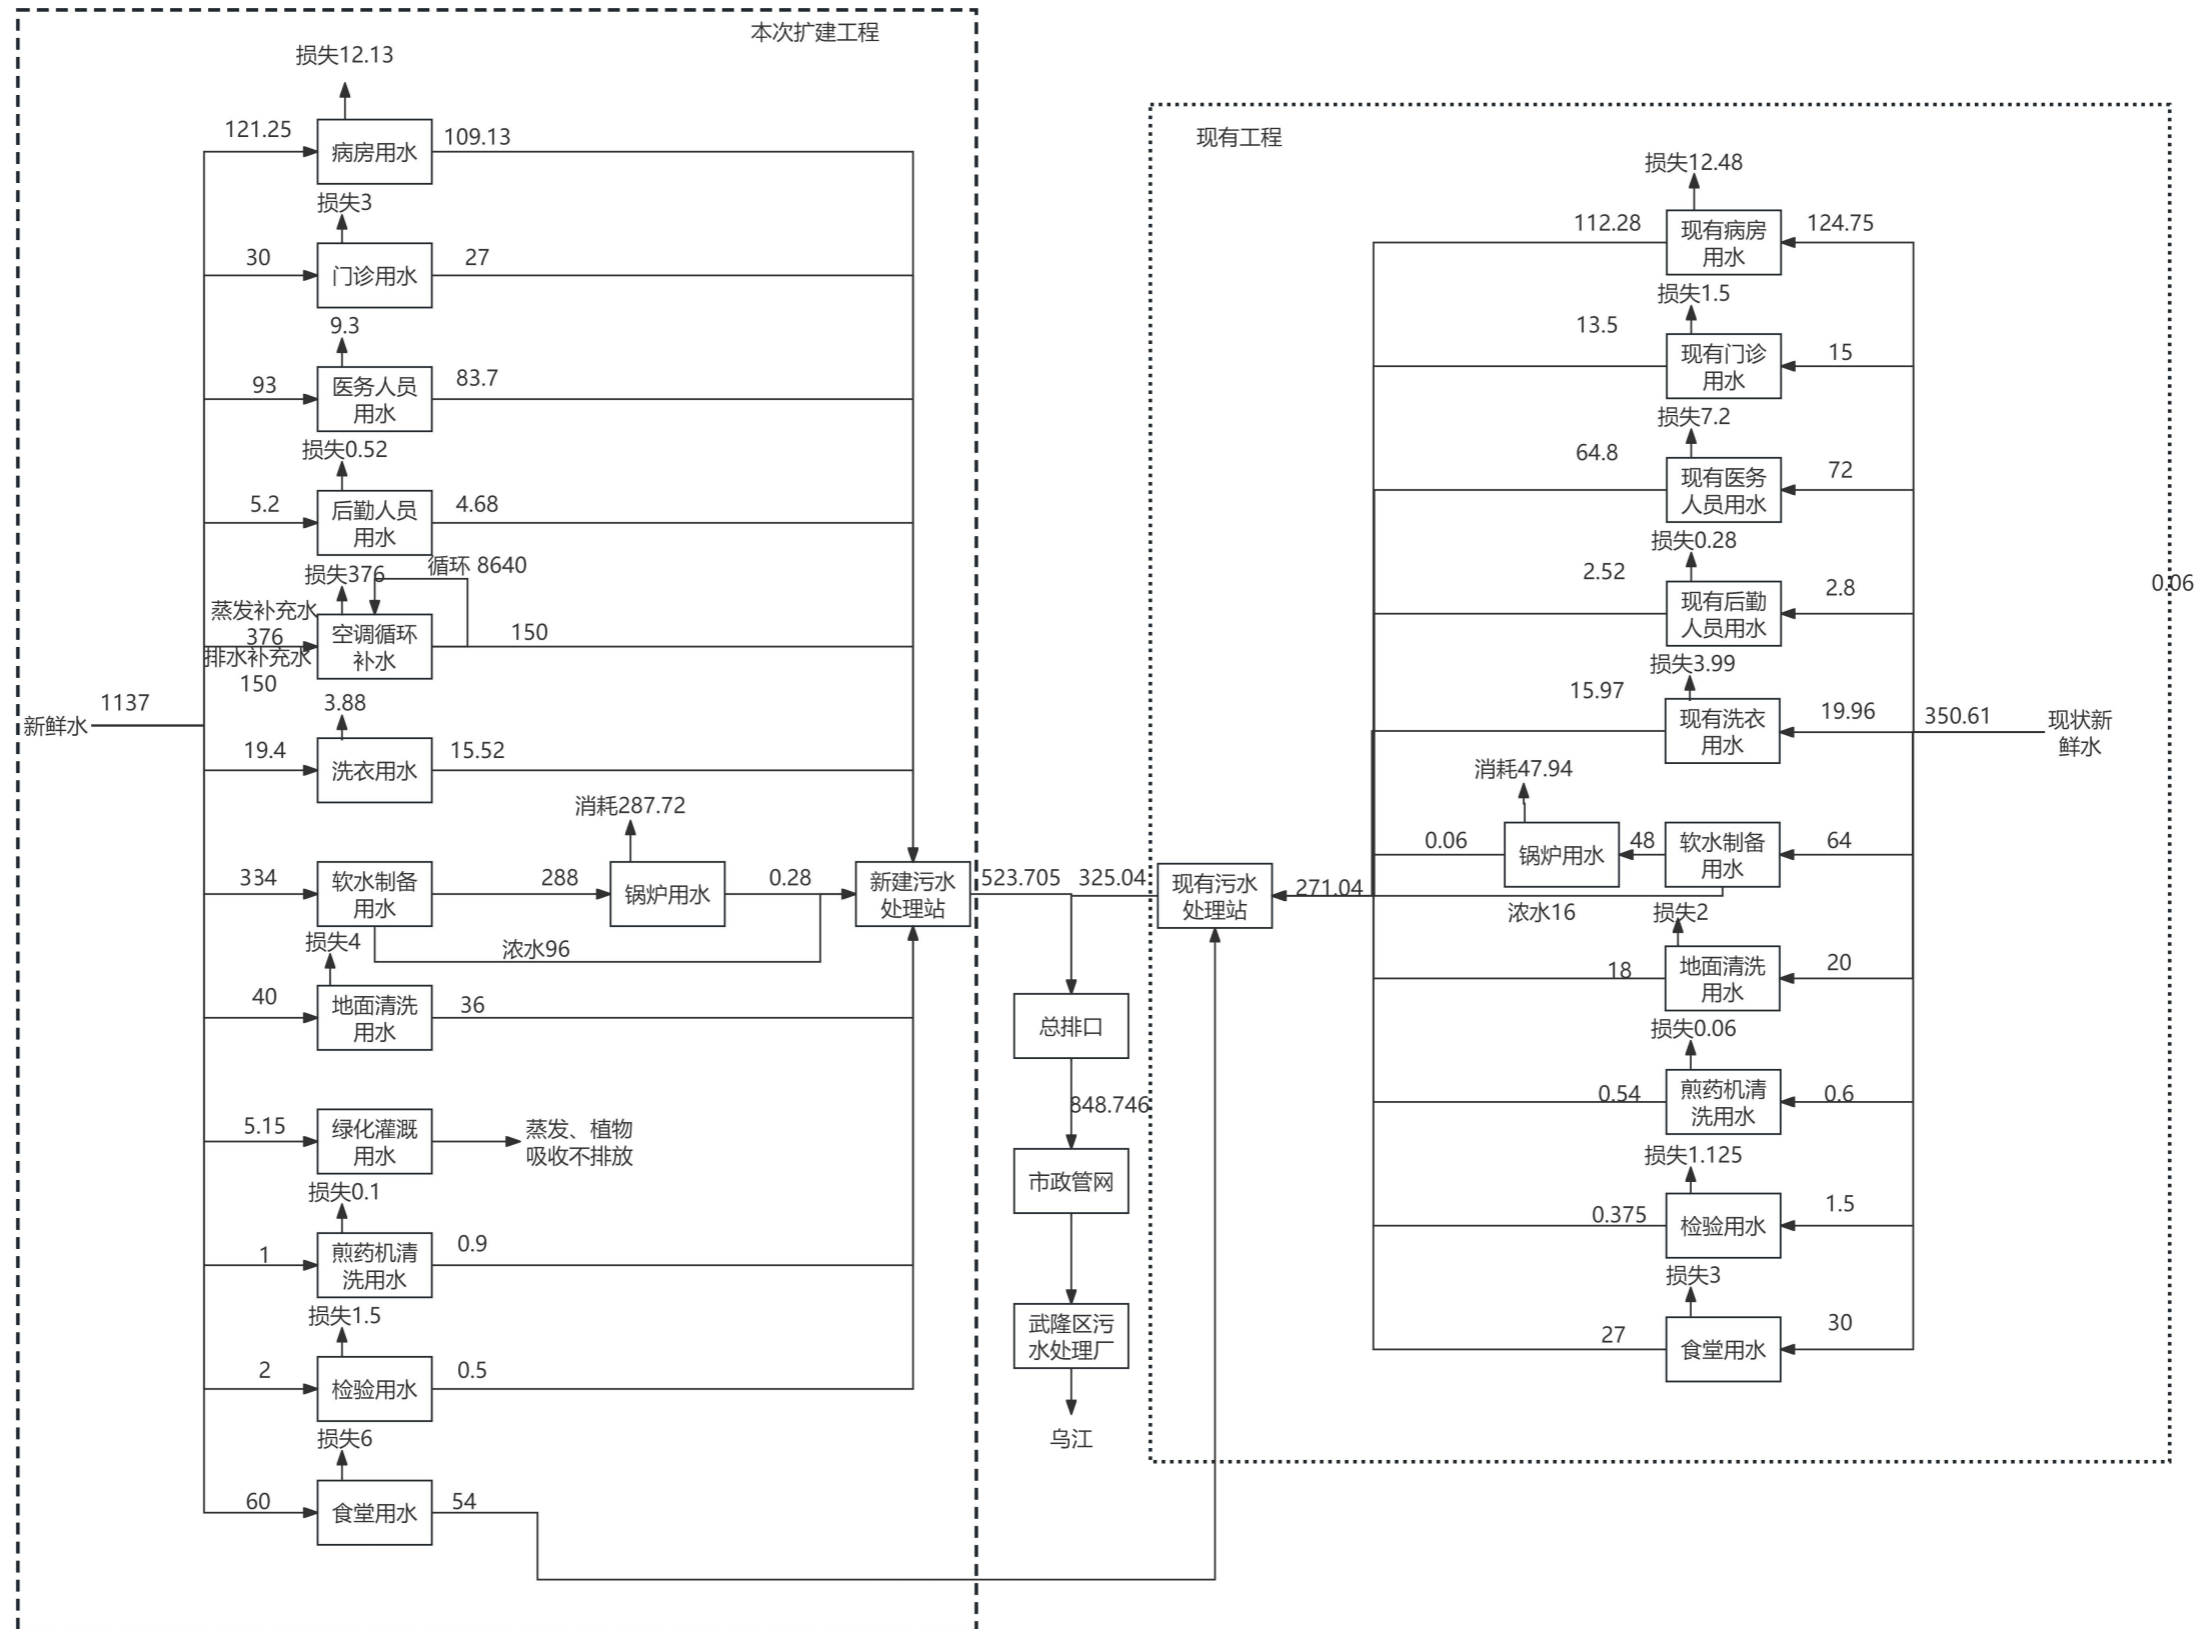 本次扩建工程
损失12.13
121.25
病房用水
109.13
损失3
30
门诊用水
27
9.3
93
医务人员
用水
83.7
损失0.52
5.2
后勤人员
用水
4.68
循环 8640
损失376
蒸发补充水
376
排水补充水
150
空调循环
补水
150
新鲜水
1137
3.88
19.4
洗衣用水
15.52
消耗287.72
334
软水制备
用水
288
锅炉用水
0.28
新建污水
处理站
浓水96
损失4
40
地面清洗
用水
36
5.15
绿化灌溉
用水
蒸发、植物
吸收不排放
损失0.1
1
煎药机清
洗用水
0.9
损失1.5
2
检验用水
0.5
损失6
60
食堂用水
54
523.705
325.04
总排口
848.746
市政管网
武隆区污
水处理厂
乌江
现有工程
损失12.48
112.28
现有病房
用水
124.75
损失1.5
13.5
现有门诊
用水
15
损失7.2
64.8
现有医务
人员用水
72
损失0.28
2.52
现有后勤
人员用水
2.8
0.06
损失3.99
15.97
现有洗衣
用水
19.96
350.61
现状新
鲜水
消耗47.94
0.06
锅炉用水
48
软水制备
用水
64
现有污水
处理站
271.04
浓水16
损失2
18
地面清洗
用水
20
损失0.06
0.54
煎药机清
洗用水
0.6
损失1.125
0.375
检验用水
1.5
损失3
27
食堂用水
30